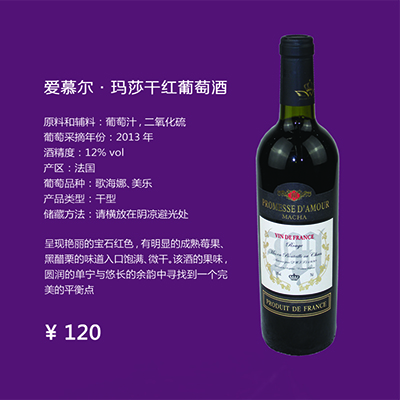 爱慕尔·玛莎干红葡萄酒
原料和辅料：葡萄汁，二氧化硫
葡萄采摘年份：2013 年
酒精度：12% vol
产区：法国
葡萄品种：歌海娜、美乐
产品类型：干型
储藏方法：请横放在阴凉避光处
呈现艳丽的宝石红色，有明显的成熟莓果、
黑醋栗的味道入口饱满、微干。该酒的果味，
圆润的单宁与悠长的余韵中寻找到一个完
美的平衡点
¥ 120
PROMESSE D'AMOUR
MACHA
VIN DE FRANCE
Rouge
PRODUIT DE FRANCE